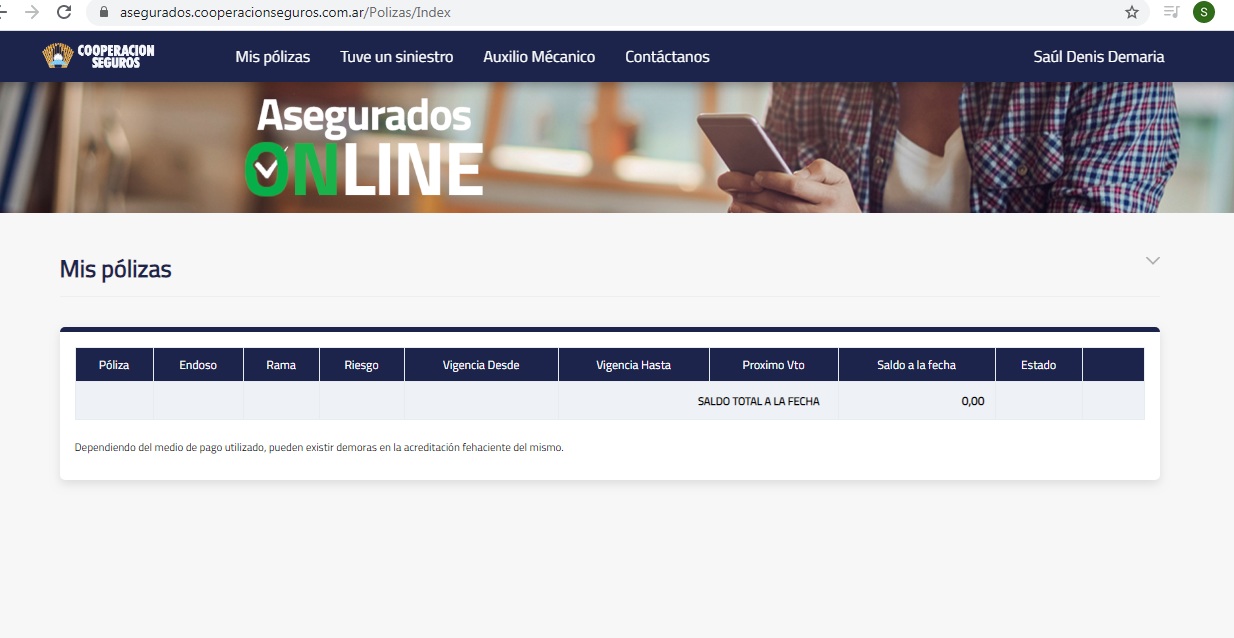 asegurados.cooperacionseguros.com.ar/Polizas/Index
S
COOPERACION
SEGUROS
Mis pólizas
Tuve un siniestro
Auxilio Mécanico
Contáctanos
Saúl Denis Demaria
Asegurados
ONLINE
Mis pólizas
Póliza
Endoso
Rama
Riesgo
Vigencia Desde
Vigencia Hasta
Proximo Vto
Saldo a la fecha
Estado
SALDO TOTAL A LA FECHA
0,00
Dependiendo del medio de pago utilizado, pueden existir demoras en la acreditación fehaciente del mismo.